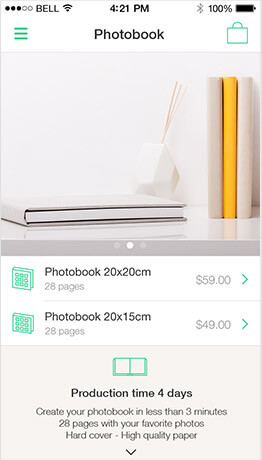 BELL 4:21 PM 100%
Photobook
Photobook 20x20cm
28 pages
$59.00
Photobook 20x15cm
28 pages
$49.00
Production time 4 days
Create your photobook in less than 3 minutes
28 pages with your favorite photos
Hard cover - High quality paper